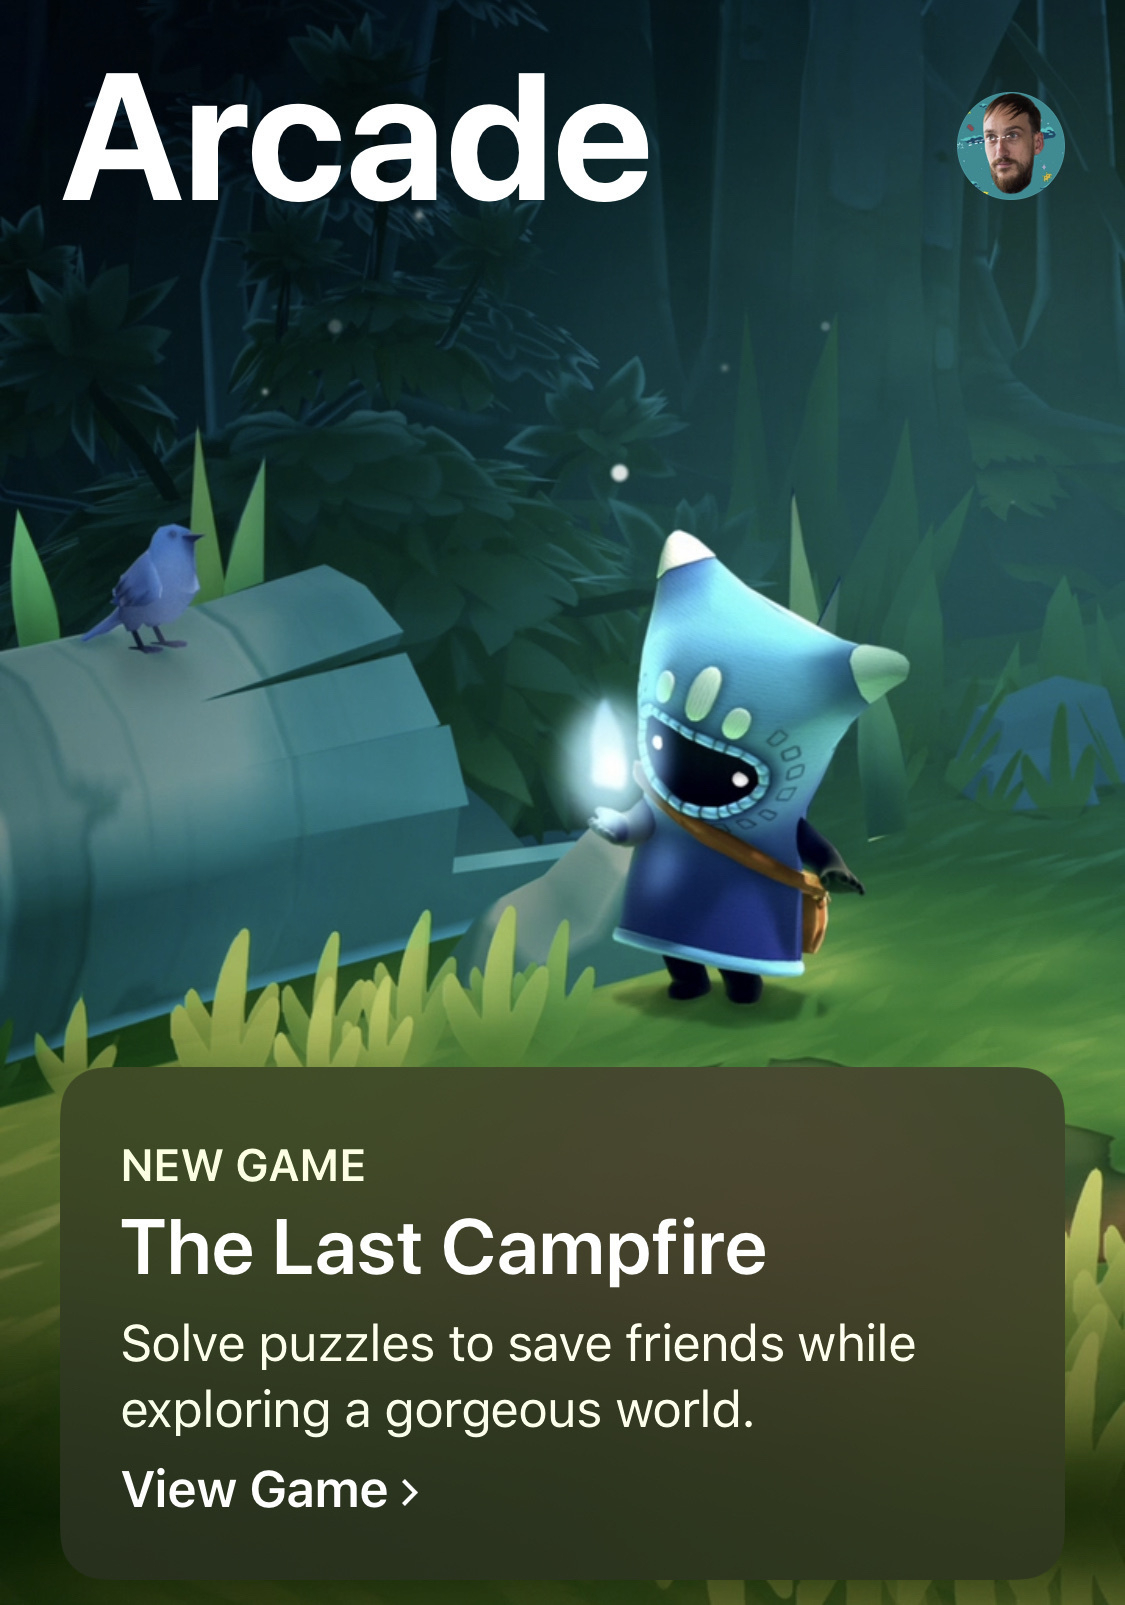 Arcade
NEW GAME
The Last Campfire
Solve puzzles to save friends while
exploring a gorgeous world.
View Game >